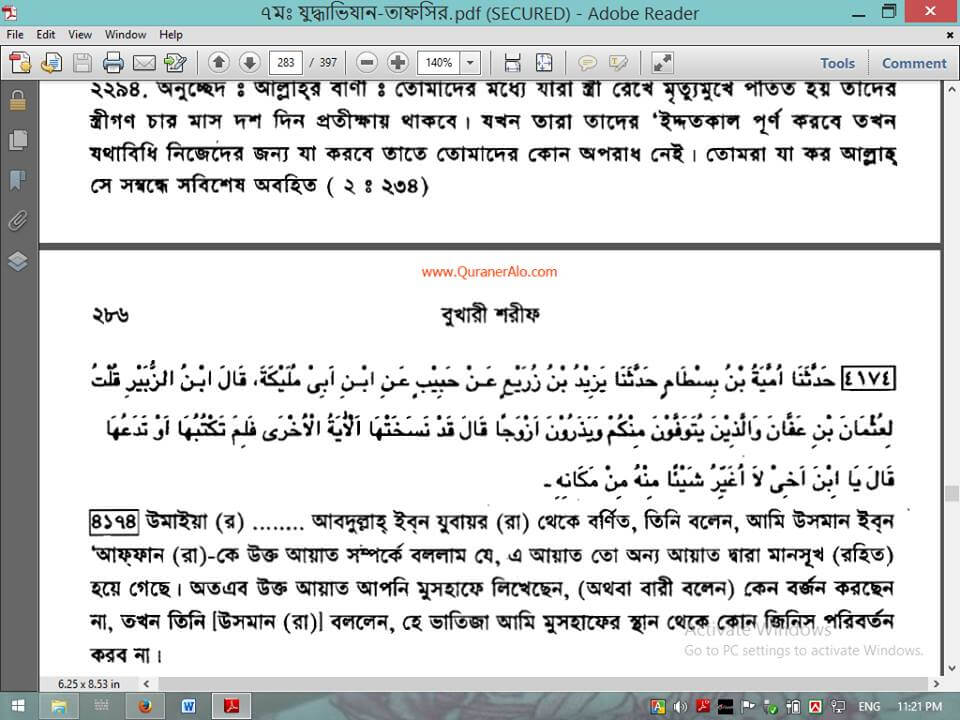 ৭মঃ যুদ্ধাভিযান-তাফসির.pdf (SECURED) - Adobe Reader
File Edit View Window Help
283 / 397 140% Tools Comment
২২৯৪. অনুচ্ছেদ ঃ আল্লাহ্‌র বাণী ঃ তোমাদের মধ্যে যারা স্ত্রী রেখে মৃত্যুমুখে পতিত হয় তাদের
স্ত্রীগণ চার মাস দশ দিন প্রতীক্ষায় থাকবে। যখন তারা তাদের ‘ইদ্দতকাল পূর্ণ করবে তখন
যথাবিধি নিজেদের জন্য যা করবে তাতে তোমাদের কোন অপরাধ নেই। তোমরা যা কর আল্লাহ্
সে সম্বন্ধে সবিশেষ অবহিত ( ২ ঃ ২৩৪)
www.QuranerAlo.com
২৮৬ বুখারী শরীফ
٤١٧٤ حَدَّثَنَا اُمَيَّةُ بْنُ بِسْطَامٍ حَدَّثَنَا يَزِيْدُ بْنُ زُرَيْعٍ عَنْ حَبِيْبٍ عَنِ ابْنِ اَبِىْ مُلَيْكَةَ، قَالَ ابْنُ الزُّبَيْرِ قُلْتُ
لِعُثْمَانَ بْنِ عَفَّانَ وَالَّذِيْنَ يُتَوَفَّوْنَ مِنْكُمْ وَيَذَرُوْنَ اَزْوَجًا قَالَ قَدْ نَسَخَتْهَا الْاٰيَةُ الْاُخْرٰى فَلِمَ تَكْتُبُهَا اَوْ تَدَعُهَا
قَالَ يَا ابْنَ اَخِىْ لاَ اُغَيِّرُ شَيْئًا مِنْهُ مِنْ مَكَانِهِ ـ
৪১৭৪ উমাইয়া (র) ........ আবদুল্লাহ্ ইব্‌ন যুবায়র (রা) থেকে বর্ণিত, তিনি বলেন, আমি উসমান ইব্‌ন
‘আফ্‌ফান (রা)-কে উক্ত আয়াত সম্পর্কে বললাম যে, এ আয়াত তো অন্য আয়াত দ্বারা মানসূখ (রহিত)
হয়ে গেছে। অতএব উক্ত আয়াত আপনি মুসহাফে লিখেছেন, (অথবা বারী বলেন) কেন বর্জন করছেন
না, তখন তিনি [উসমান (রা)] বললেন, হে ভাতিজা আমি মুসহাফের স্থান থেকে কোন জিনিস পরিবর্তন
করব না।
Activate Windows
Go to PC settings to activate Windows.
6.25 x 8.53 in
ENG 11:21 PM